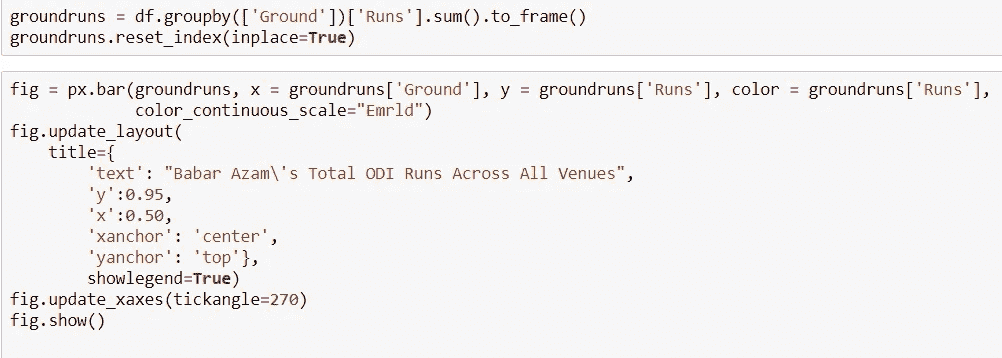 groundruns = df.groupby(['Ground'])['Runs'].sum().to_frame()
groundruns.reset_index(inplace=True)
fig = px.bar(groundruns, x = groundruns['Ground'], y = groundruns['Runs'], color = groundruns['Runs'],
            color_continuous_scale="Emrld")
fig.update_layout(
    title={
        'text': "Babar Azam\'s Total ODI Runs Across All Venues",
        'y':0.95,
        'x':0.50,
        'xanchor': 'center',
        'yanchor': 'top'},
        showlegend=True)
fig.update_xaxes(tickangle=270)
fig.show()